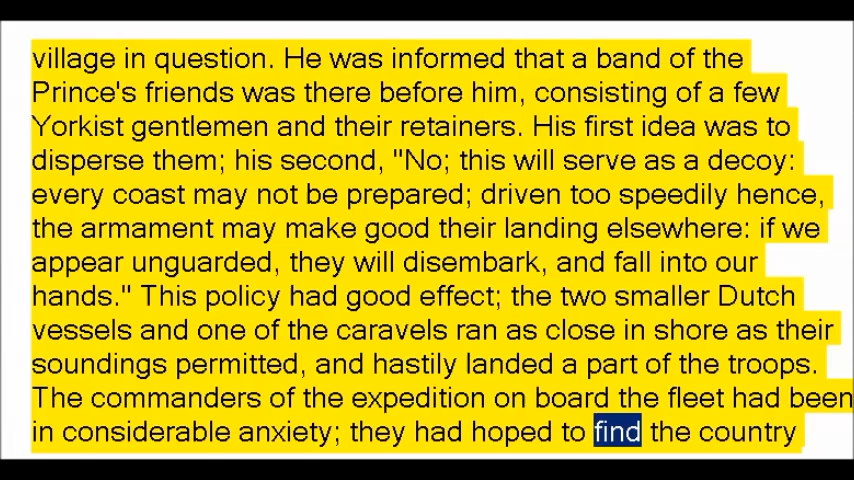 village in question. He was informed that a band of the
Prince's friends was there before him, consisting of a few
Yorkist gentlemen and their retainers. His first idea was to
disperse them; his second, "No; this will serve as a decoy:
every coast may not be prepared; driven too speedily hence,
the armament may make good their landing elsewhere: if we
appear unguarded, they will disembark, and fall into our
hands." This policy had good effect; the two smaller Dutch
vessels and one of the caravels ran as close in shore as their
soundings permitted, and hastily landed a part of the troops.
The commanders of the expedition on board the fleet had been
in considerable anxiety; they had hoped to find the country